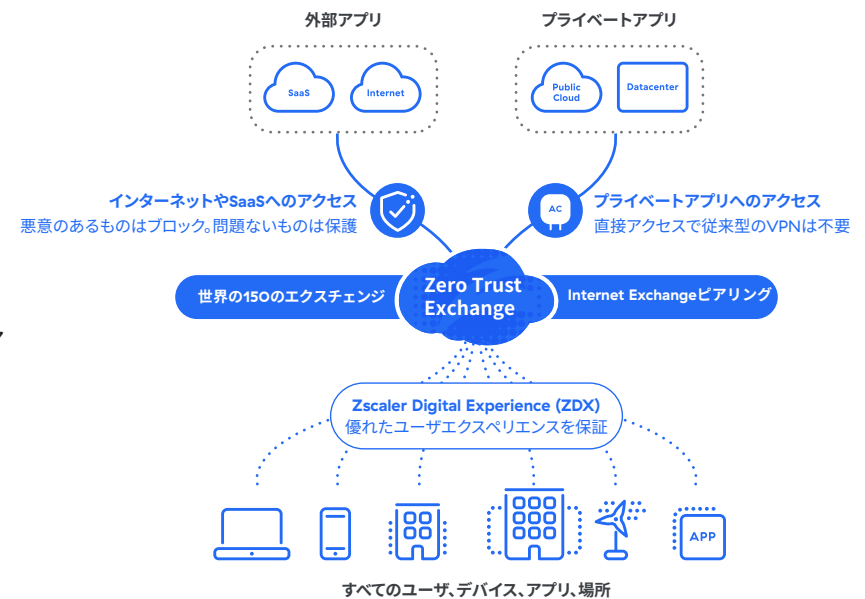 外部アプリ
プライベートアプリ
SaaS
Internet
Public
Cloud
Datacenter
インターネットやSaaSへのアクセス
悪意のあるものはブロック。問題ないものは保護
AC
プライベートアプリへのアクセス
直接アクセスで従来型のVPNは不要
世界の150のエクスチェンジ
Zero Trust
Exchange
Internet Exchangeピアリング
Zscaler Digital Experience (ZDX)
優れたユーザエクスペリエンスを保証
APP
すべてのユーザ、デバイス、アプリ、場所